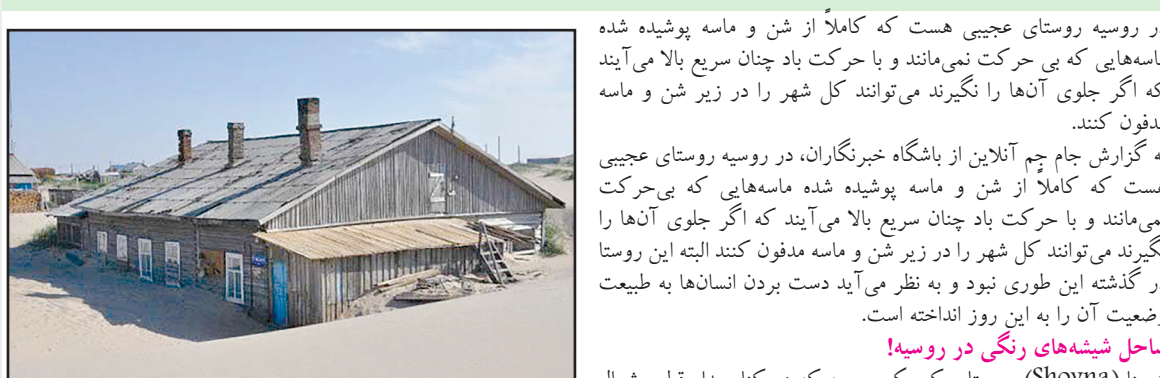 در روسیه روستای عجیبی هست که کاملاً از شن و ماسه پوشیده شده
ماسه‌هایی که بی حرکت نمی‌مانند و با حرکت باد چنان سریع بالا می‌آیند
که اگر جلوی آن‌ها را نگیرند می‌توانند کل شهر را در زیر شن و ماسه
مدفون کنند.
به گزارش جام جم آنلاین از باشگاه خبرنگاران، در روسیه روستای عجیبی
هست که کاملاً از شن و ماسه پوشیده شده ماسه‌هایی که بی‌حرکت
نمی‌مانند و با حرکت باد چنان سریع بالا می‌آیند که اگر جلوی آن‌ها را
نگیرند می‌توانند کل شهر را در زیر شن و ماسه مدفون کنند البته این روستا
در گذشته این طوری نبود و به نظر می‌آید دست بردن انسان‌ها به طبیعت
وضعیت آن را به این روز انداخته است.
ساحل شیشه‌های رنگی در روسیه!
(Shoyna)